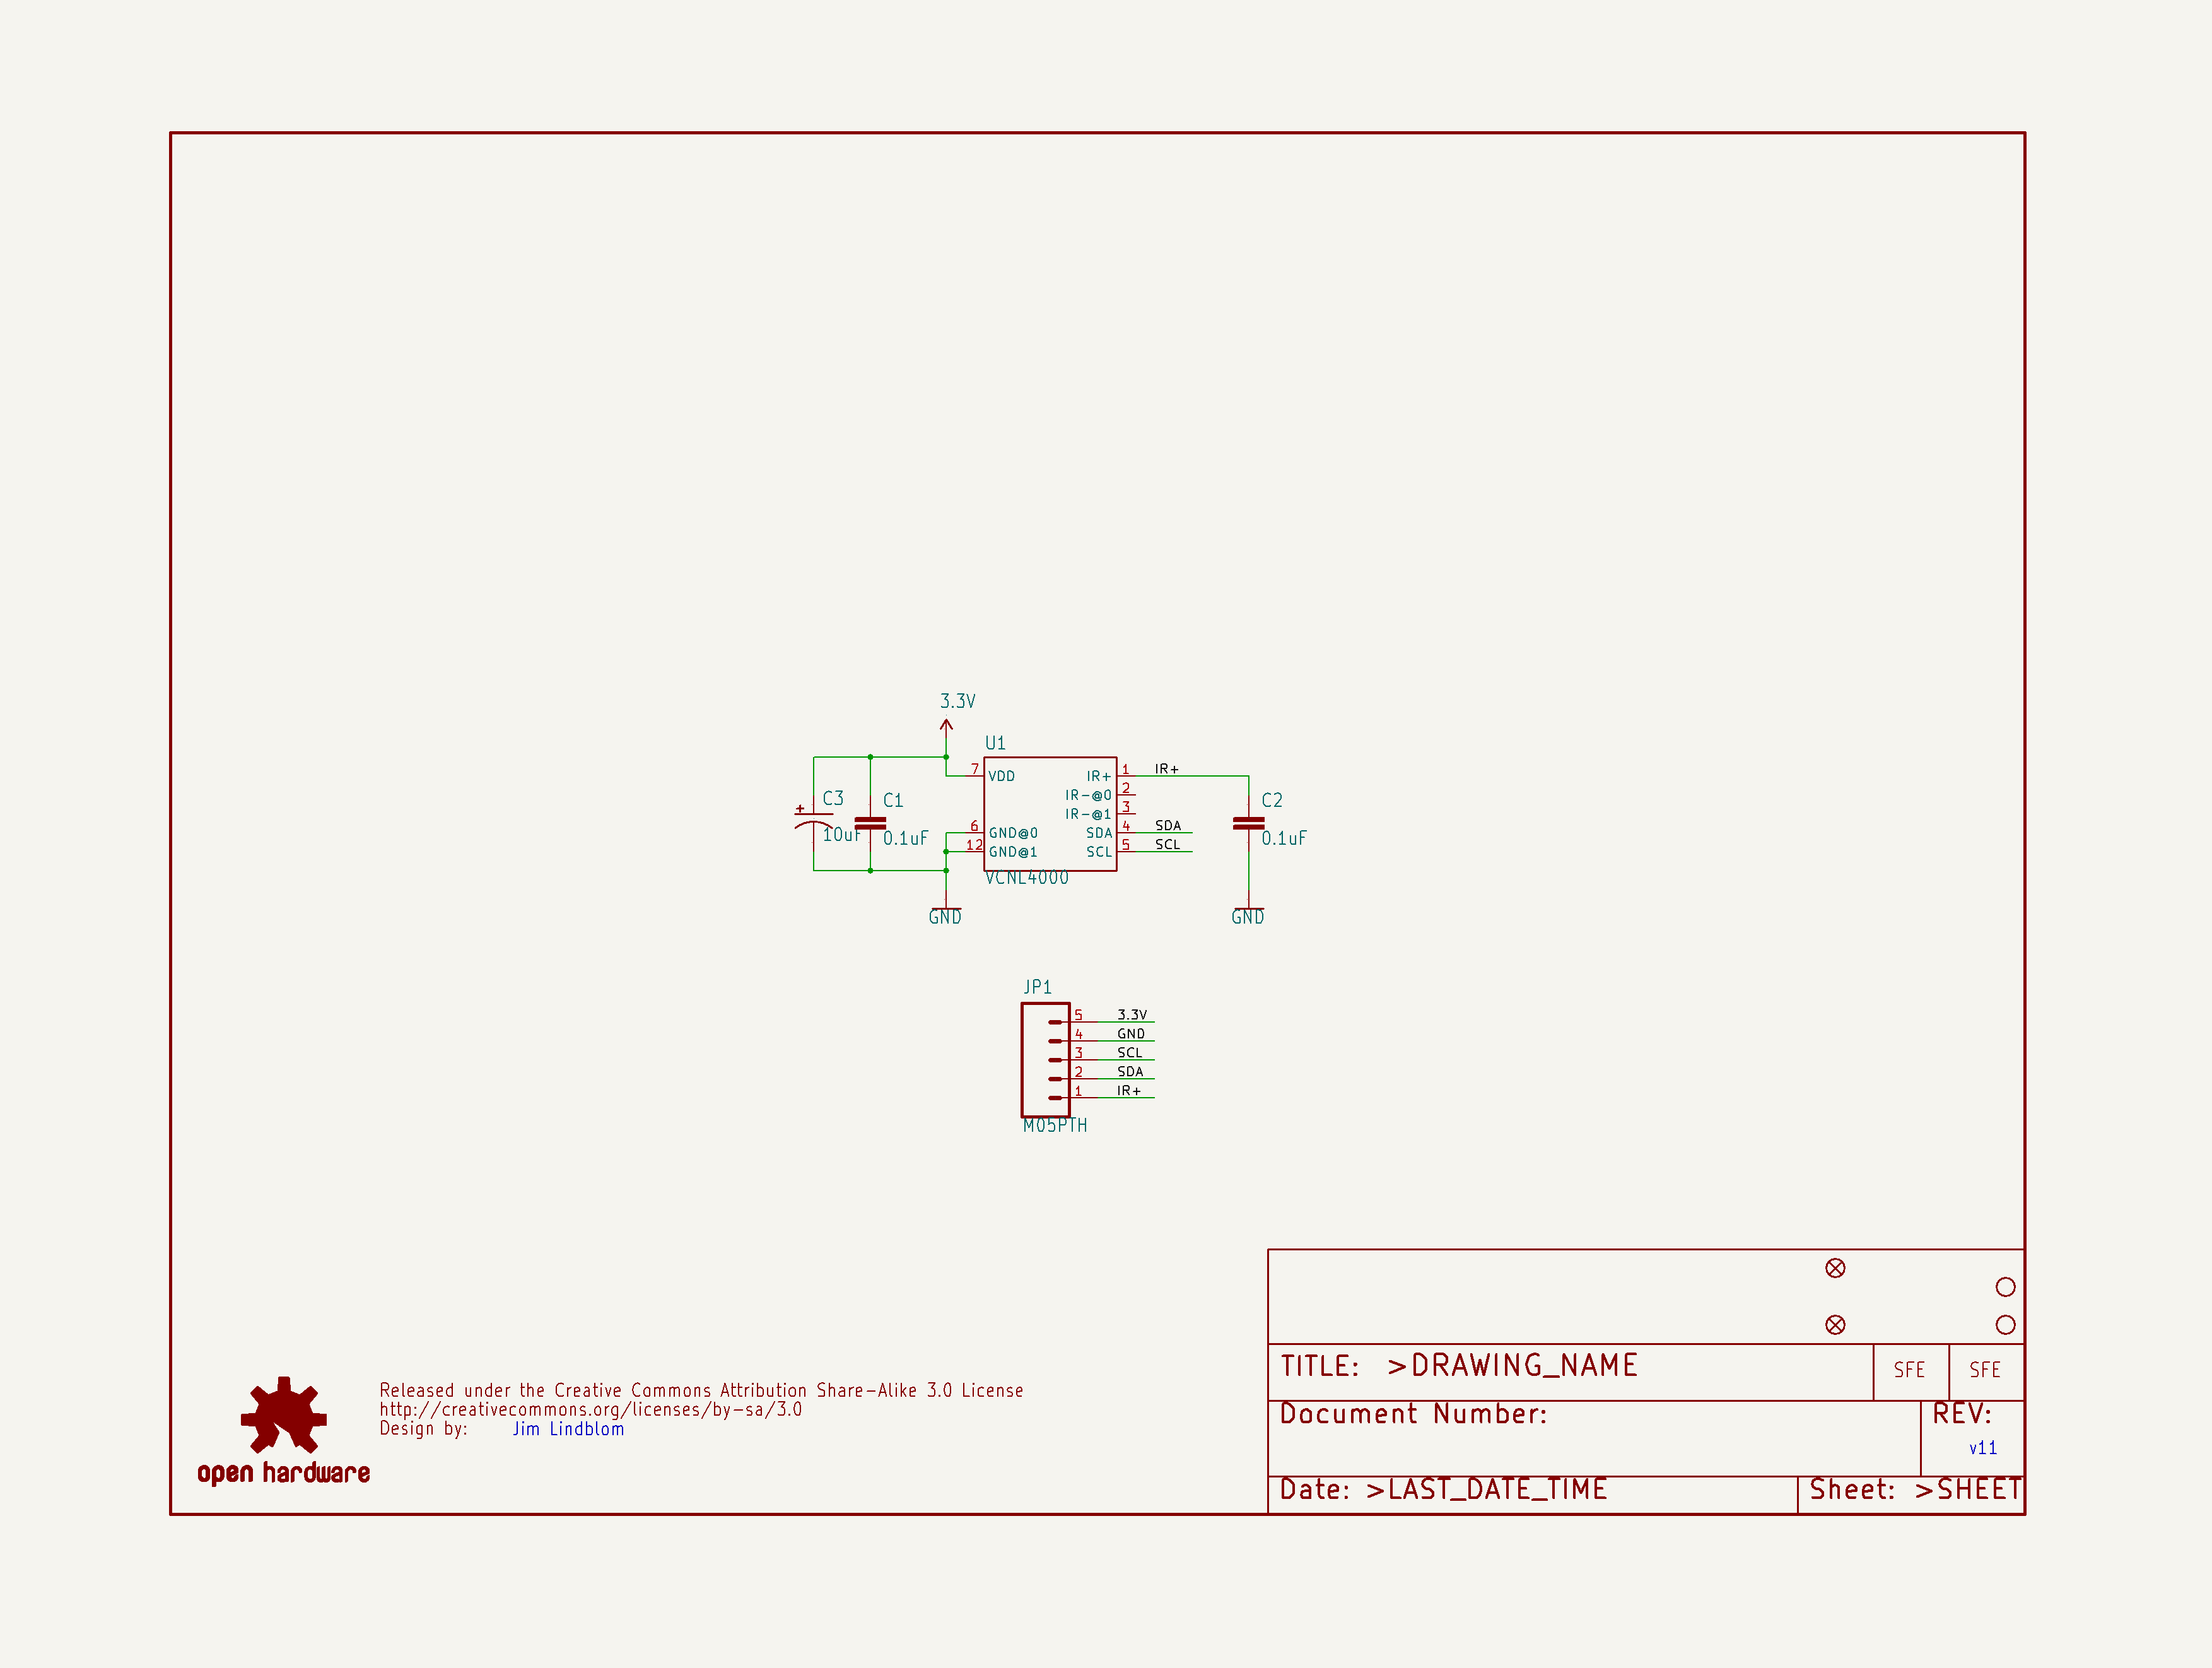 3.3V
U1
7 VDD
IR+ 1 IR+
IR-@0 2
IR-@1 3
C3
10uF
C1
0.1uF
6 GND@0
12 GND@1
SDA 4 SDA
SCL 5 SCL
C2
0.1uF
VCNL4000
GND
GND
JP1
5 3.3V
4 GND
3 SCL
2 SDA
1 IR+
M05PTH
TITLE: >DRAWING_NAME
SFE
SFE
Document Number:
REV:
v11
Date: >LAST_DATE_TIME
Sheet: >SHEET
Released under the Creative Commons Attribution Share-Alike 3.0 License
http://creativecommons.org/licenses/by-sa/3.0
Design by: Jim Lindblom
open hardware